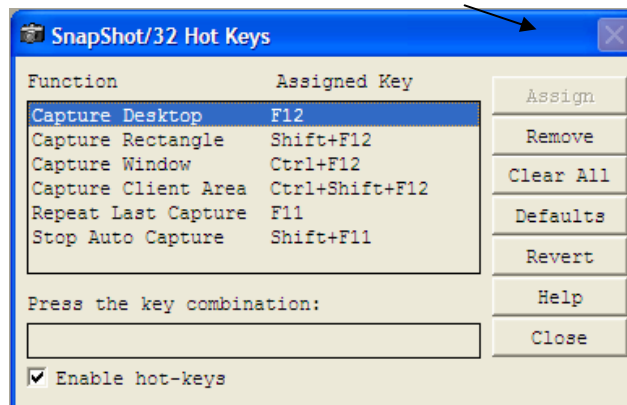 SnapShot/32 Hot Keys
Function Assigned Key
Capture Desktop F12
Capture Rectangle Shift+F12
Capture Window Ctrl+F12
Capture Client Area Ctrl+Shift+F12
Repeat Last Capture F11
Stop Auto Capture Shift+F11
Press the key combination:
Enable hot-keys
Assign
Remove
Clear All
Defaults
Revert
Help
Close